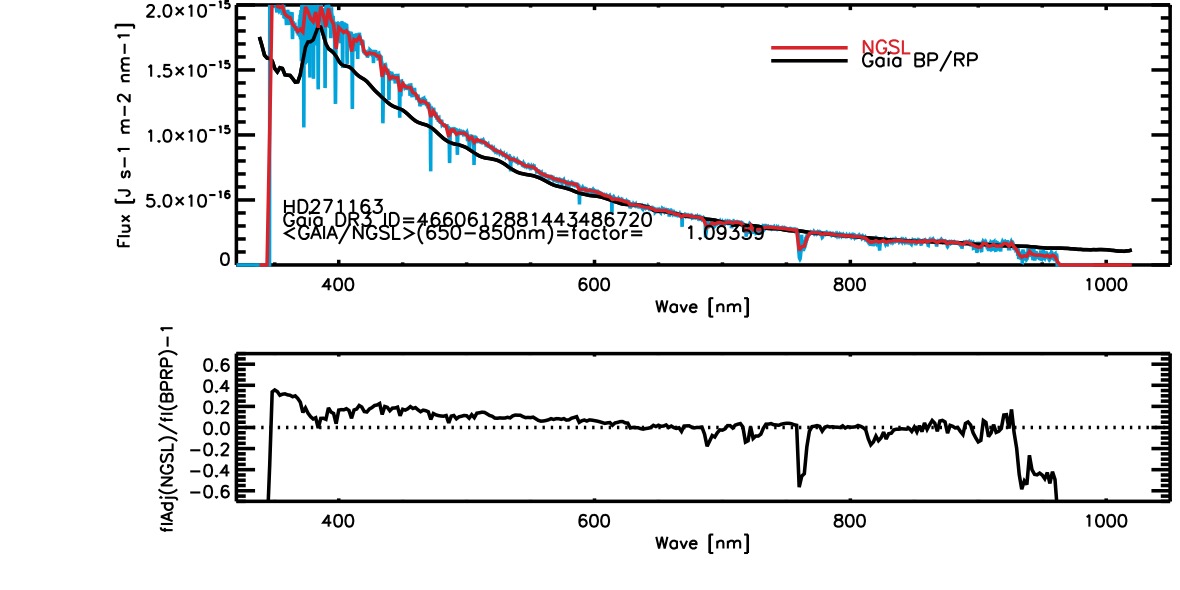 2.0×10−15
1.5×10−15
1.0×10−15
5.0×10−16
0
Flux [J s−1 m−2 nm−1]
NGSL
Gaia BP/RP
HD271163
Gaia DR3 ID=4660612881443486720
<GAIA/NGSL>(650−850nm)=factor= 1.09359
400 600 800 1000
Wave [nm]
0.6
0.4
0.2
0.0
−0.2
−0.4
−0.6
flAdj(NGSL)/fl(BPRP)−1
400 600 800 1000
Wave [nm]